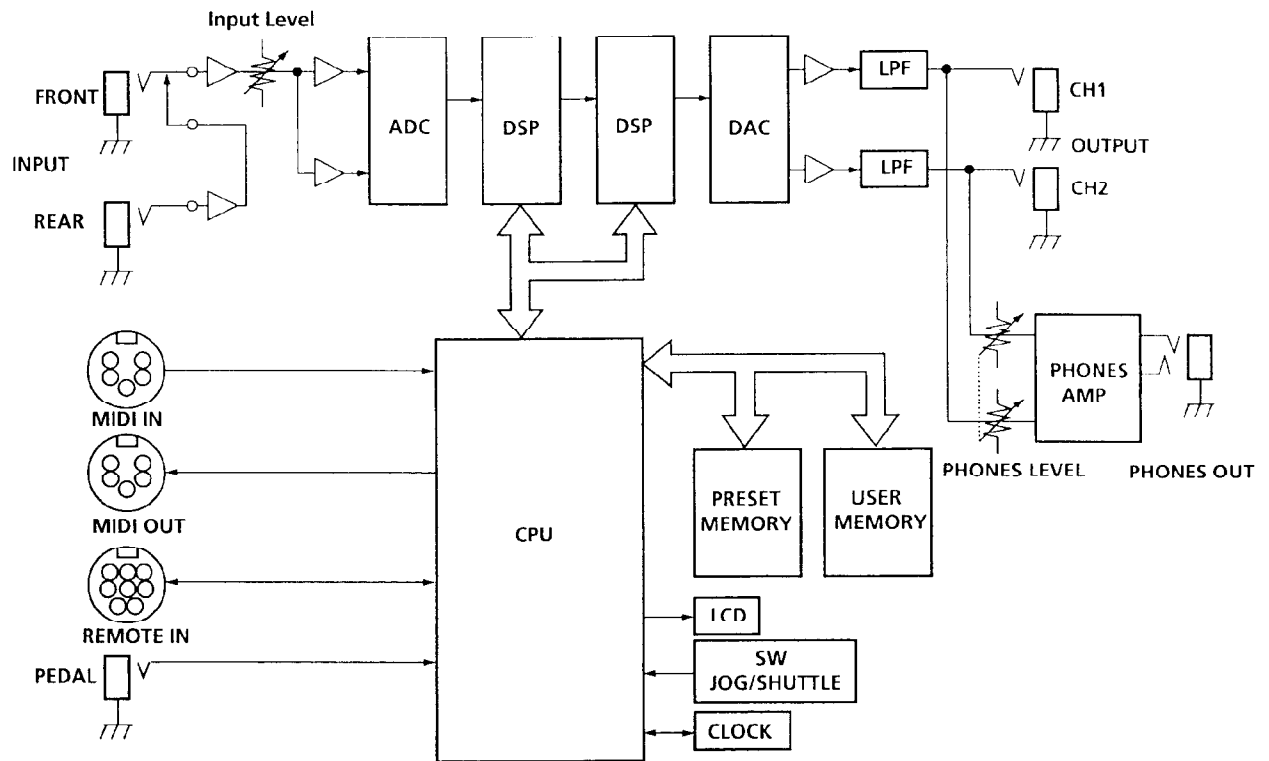 Input Level
FRONT
INPUT
REAR
ADC
DSP
DSP
DAC
LPF
LPF
CH1
OUTPUT
CH2
MIDI IN
MIDI OUT
REMOTE IN
PEDAL
CPU
PRESET
MEMORY
USER
MEMORY
LCD
SW
JOG/SHUTTLE
CLOCK
PHONES
AMP
PHONES LEVEL
PHONES OUT